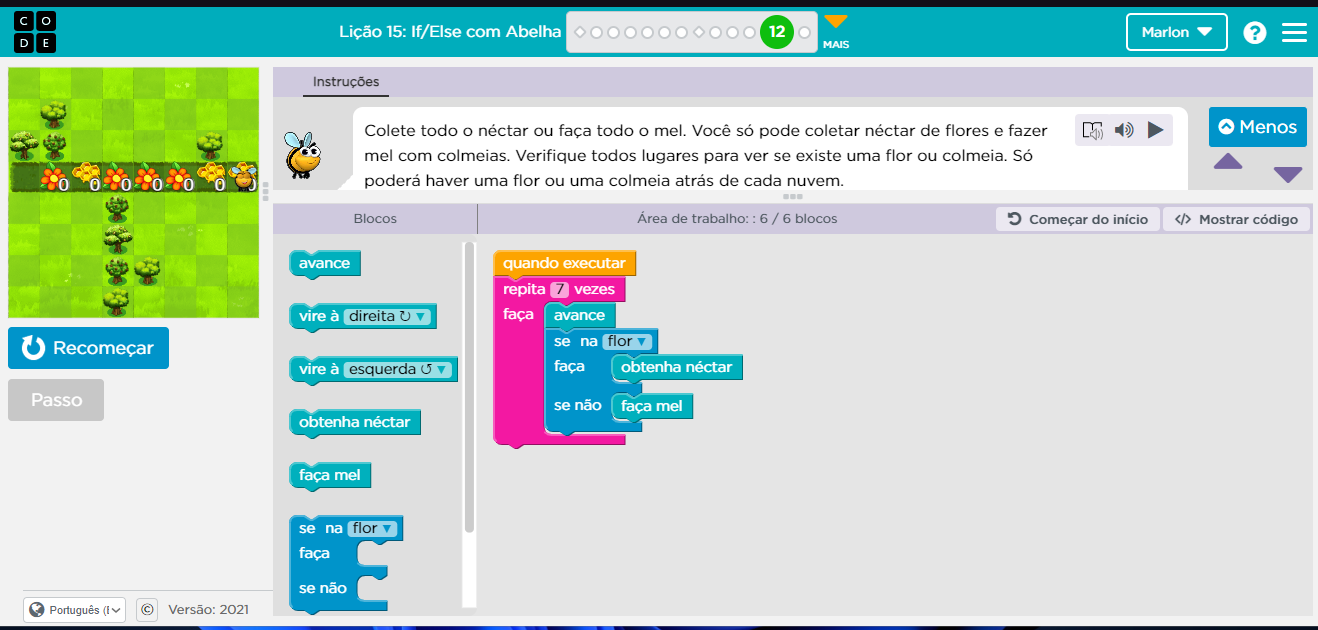 C O
D E
Lição 15: If/Else com Abelha
12
MAIS
Marlon
?
Instruções
Colete todo o néctar ou faça todo o mel. Você só pode coletar néctar de flores e fazer
mel com colmeias. Verifique todos lugares para ver se existe uma flor ou colmeia. Só
poderá haver uma flor ou uma colmeia atrás de cada nuvem.
Menos
0 0 0 0 0 0
Blocos
Área de trabalho: : 6 / 6 blocos
Começar do início
</> Mostrar código
Recomeçar
Passo
avance
vire à direita ↻ ▼
vire à esquerda ↺ ▼
obtenha néctar
faça mel
se na flor ▼
faça
se não
quando executar
repita 7 vezes
faça avance
se na flor ▼
faça obtenha néctar
se não faça mel
Português (
© Versão: 2021